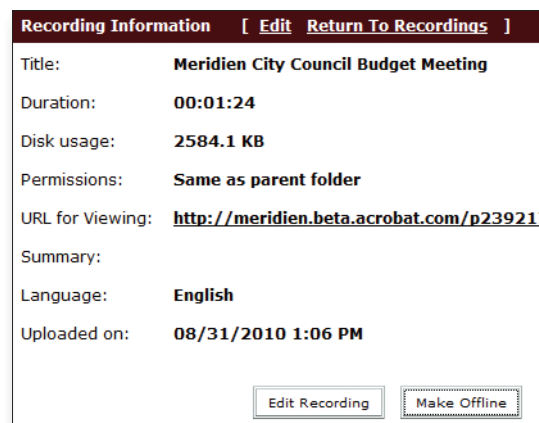 Recording Information [ Edit Return To Recordings ]
Title: Meridien City Council Budget Meeting
Duration: 00:01:24
Disk usage: 2584.1 KB
Permissions: Same as parent folder
URL for Viewing: http://meridien.beta.acrobat.com/p23921
Summary:
Language: English
Uploaded on: 08/31/2010 1:06 PM
Edit Recording Make Offline